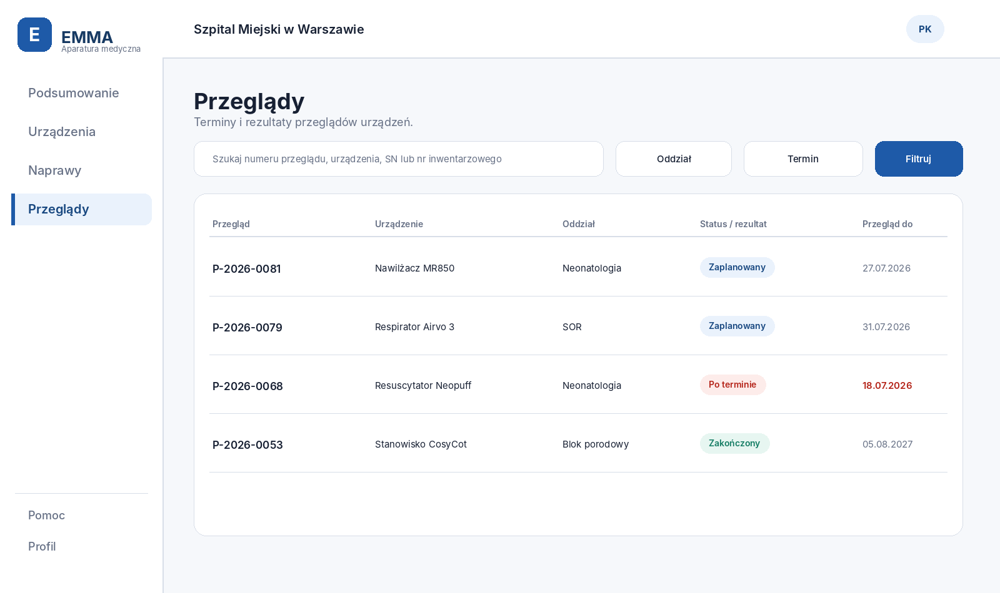 E
EMMA
Aparatura medyczna
Szpital Miejski w Warszawie
PK
Podsumowanie
Urządzenia
Naprawy
Przeglądy
Pomoc
Profil
Przeglądy
Terminy i rezultaty przeglądów urządzeń.
Szukaj numeru przeglądu, urządzenia, SN lub nr inwentarzowego
Oddział
Termin
Filtruj
Przegląd Urządzenie Oddział Status / rezultat Przegląd do
P-2026-0081 Nawilżacz MR850 Neonatologia Zaplanowany 27.07.2026
P-2026-0079 Respirator Airvo 3 SOR Zaplanowany 31.07.2026
P-2026-0068 Resuscytator Neopuff Neonatologia Po terminie 18.07.2026
P-2026-0053 Stanowisko CosyCot Blok porodowy Zakończony 05.08.2027